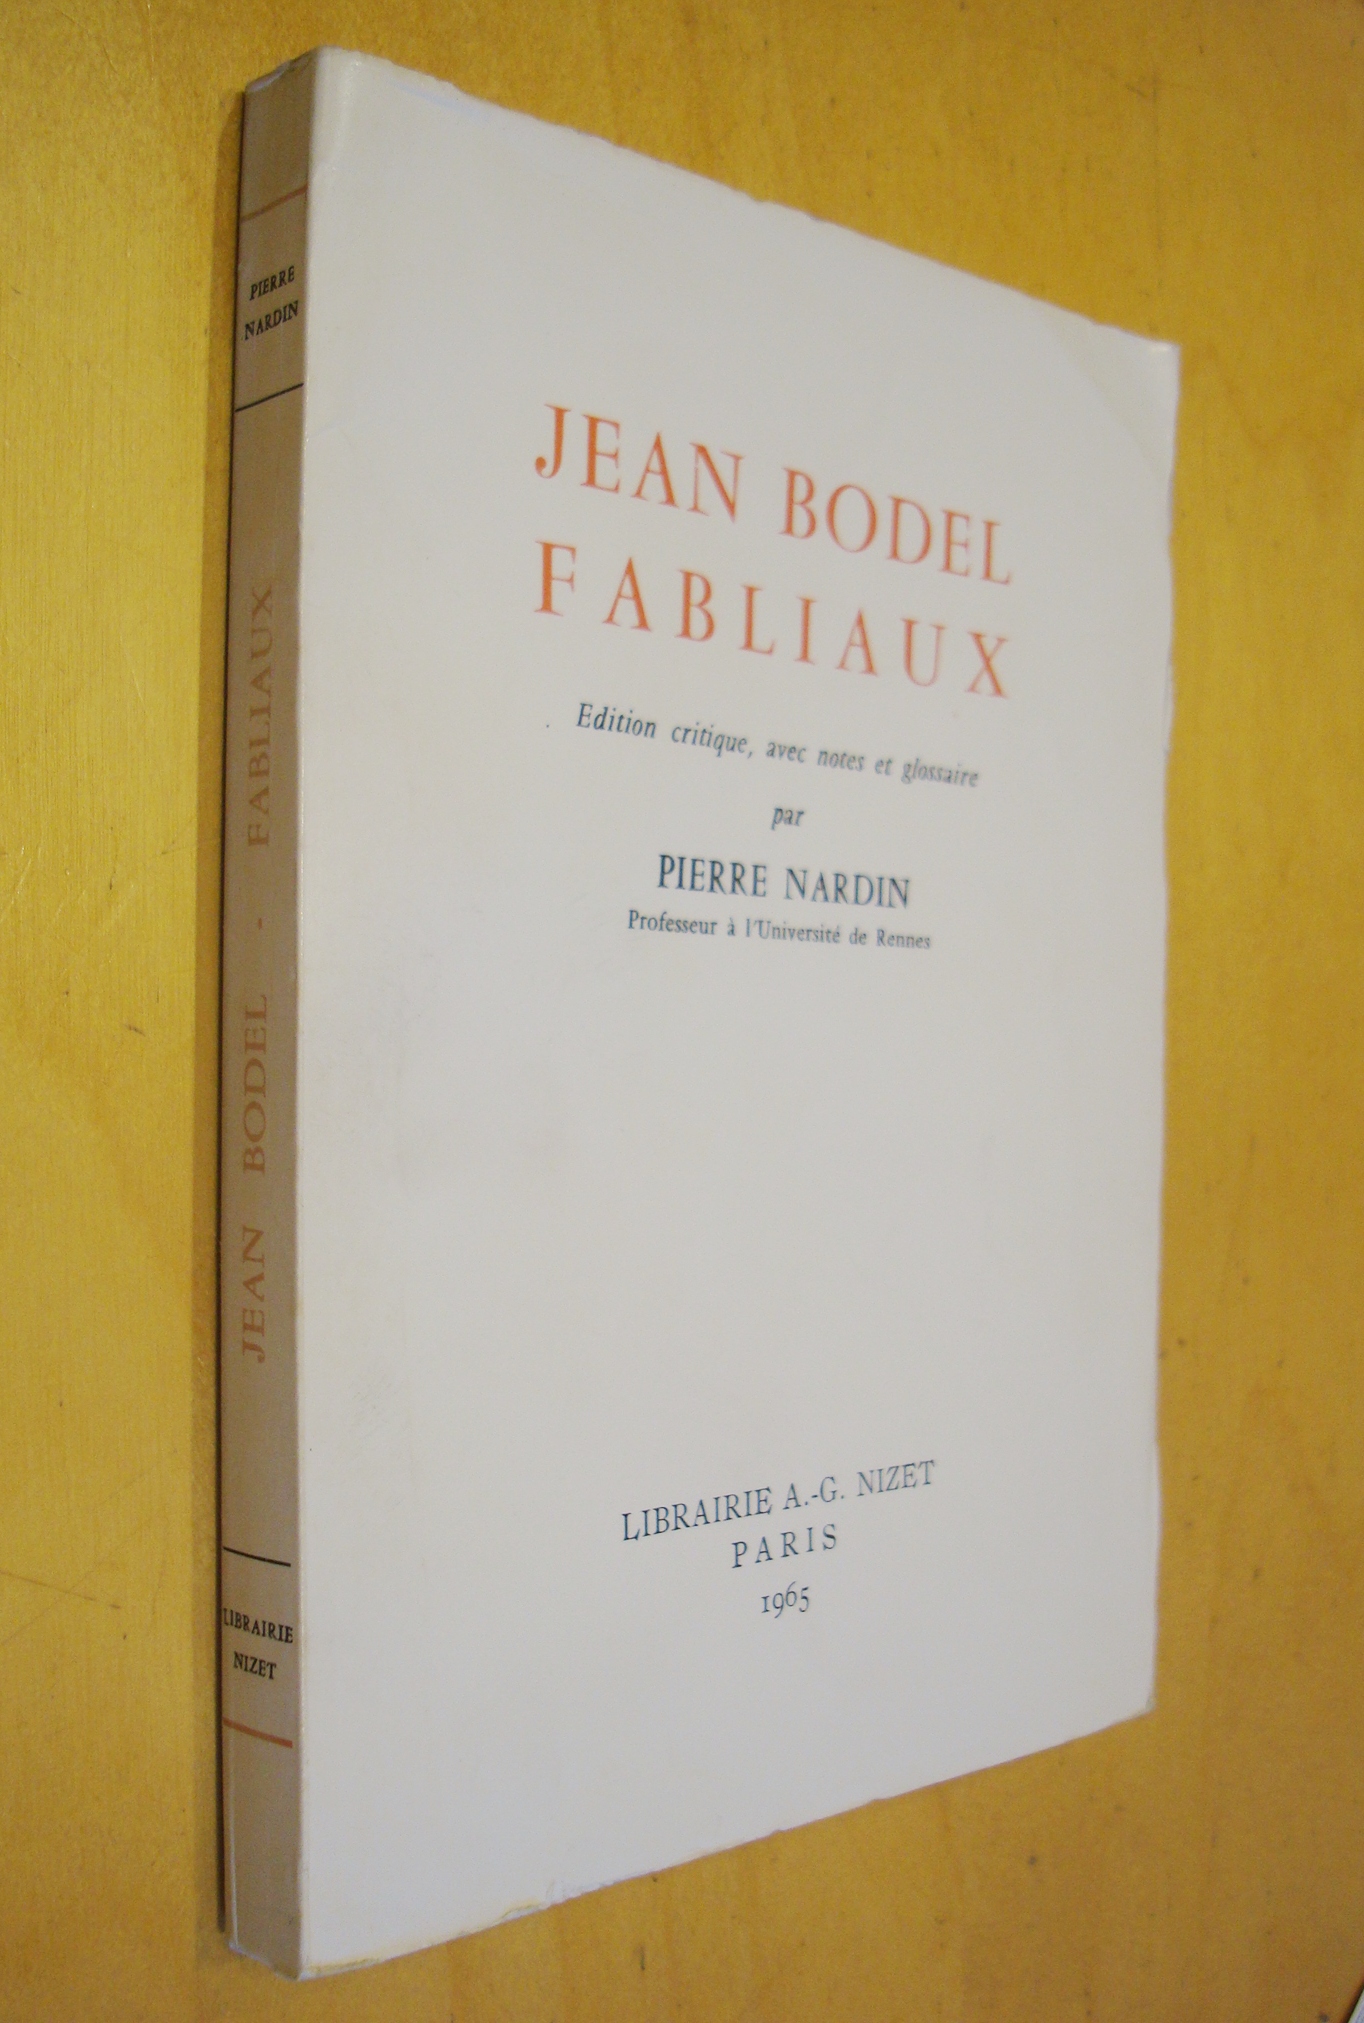 PIERRE
NARDIN
JEAN BODEL - FABLIAUX
LIBRAIRIE
NIZET
JEAN BODEL
FABLIAUX
Edition critique, avec notes et glossaire
par
PIERRE NARDIN
Professeur à l'Université de Rennes
LIBRAIRIE A.-G. NIZET
PARIS
1965